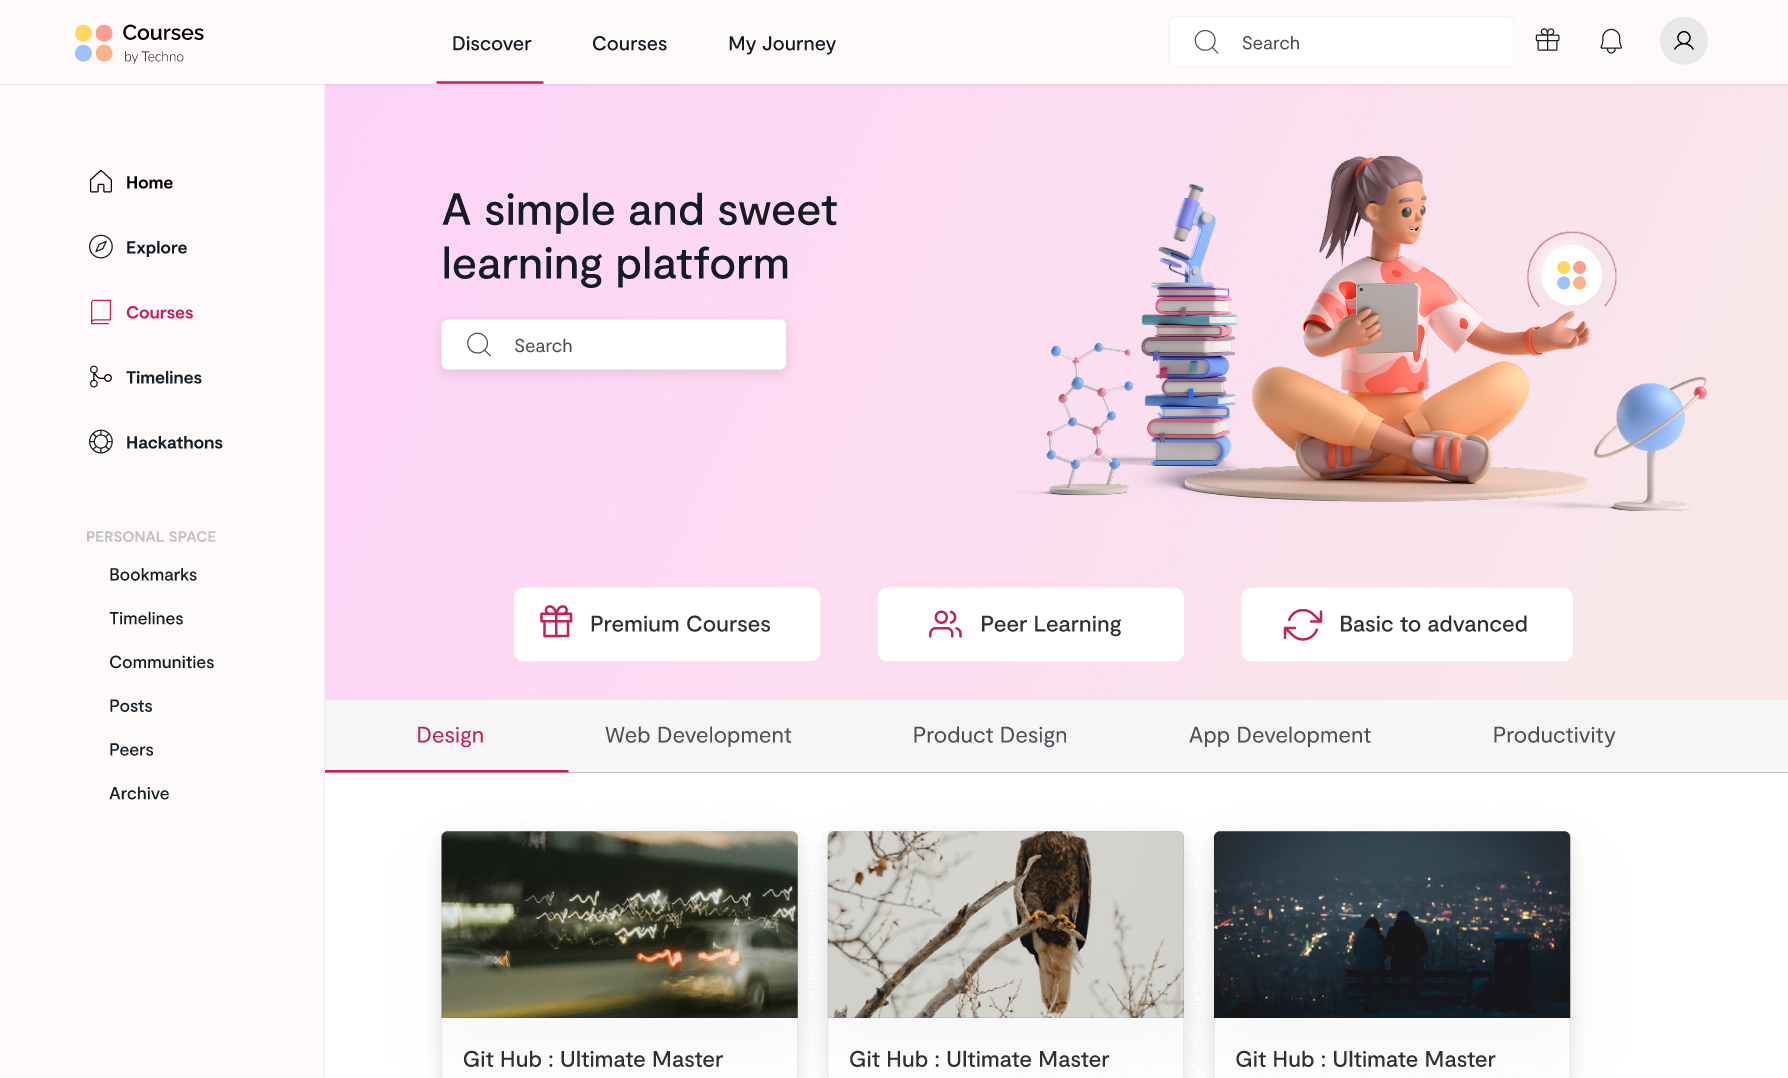 Courses
by Techno
Discover
Courses
My Journey
Search
Home
Explore
Courses
Timelines
Hackathons
PERSONAL SPACE
Bookmarks
Timelines
Communities
Posts
Peers
Archive
A simple and sweet
learning platform
Search
Premium Courses
Peer Learning
Basic to advanced
Design
Web Development
Product Design
App Development
Productivity
Git Hub : Ultimate Master
Git Hub : Ultimate Master
Git Hub : Ultimate Master